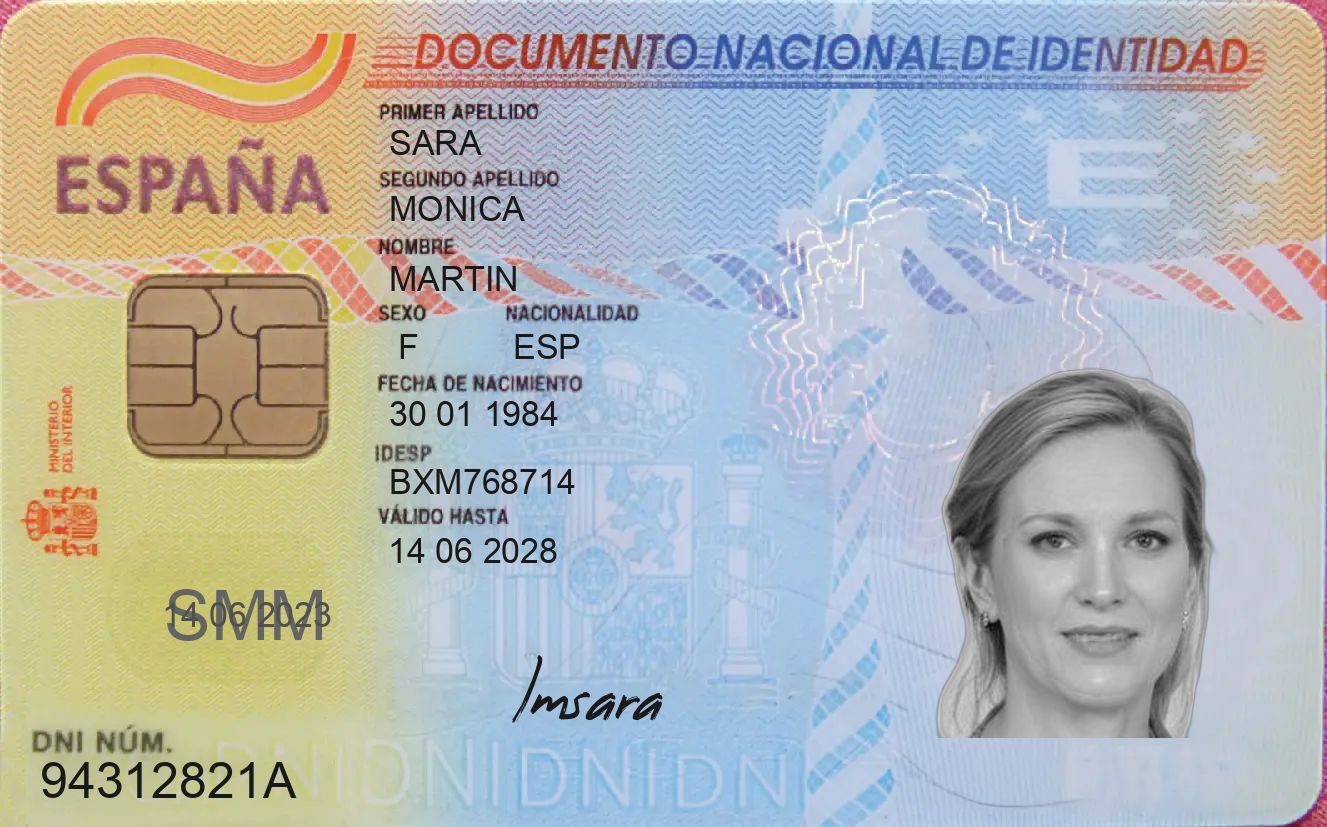 DOCUMENTO NACIONAL DE IDENTIDAD
ESPAÑA
PRIMER APELLIDO
SARA
SEGUNDO APELLIDO
MONICA
NOMBRE
MARTIN
SEXO NACIONALIDAD
F ESP
FECHA DE NACIMIENTO
30 01 1984
IDESP
BXM768714
VÁLIDO HASTA
14 06 2028
MINISTERIO
DEL INTERIOR
E
SMM
14 06 2023
Imsara
DNI NÚM.
94312821A
DNIDNIDNIDNI